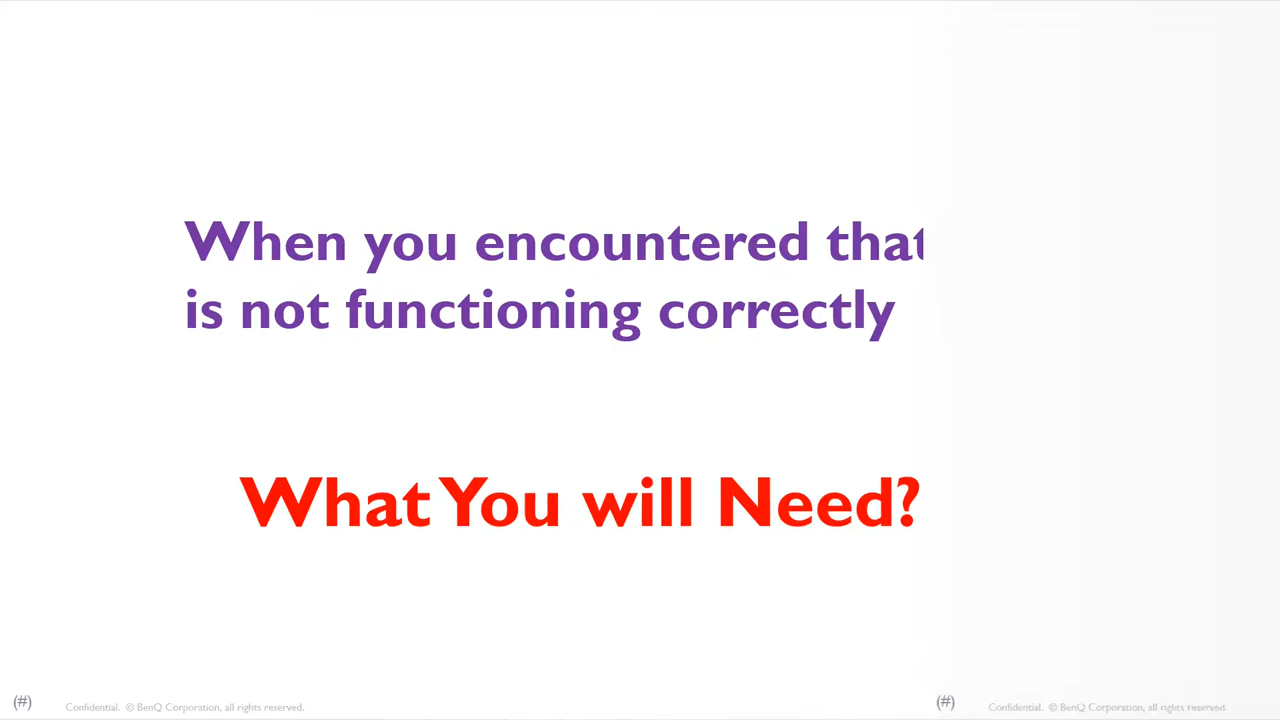 When you encountered that
is not functioning correctly
What You will Need?
(#) Confidential. © BenQ Corporation, all rights reserved.
(#) Confidential. © BenQ Corporation, all rights reserved.